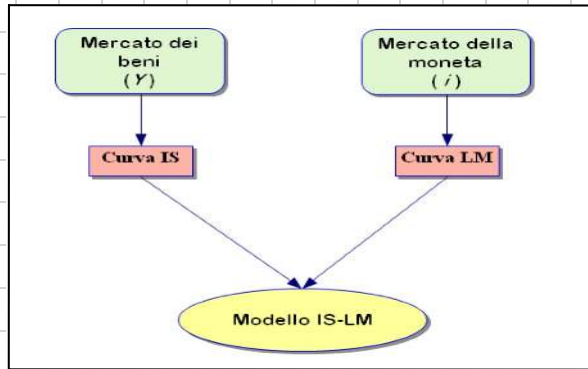 Mercato dei
beni
(Y)
Mercato della
moneta
(i)
Curva IS
Curva LM
Modello IS-LM